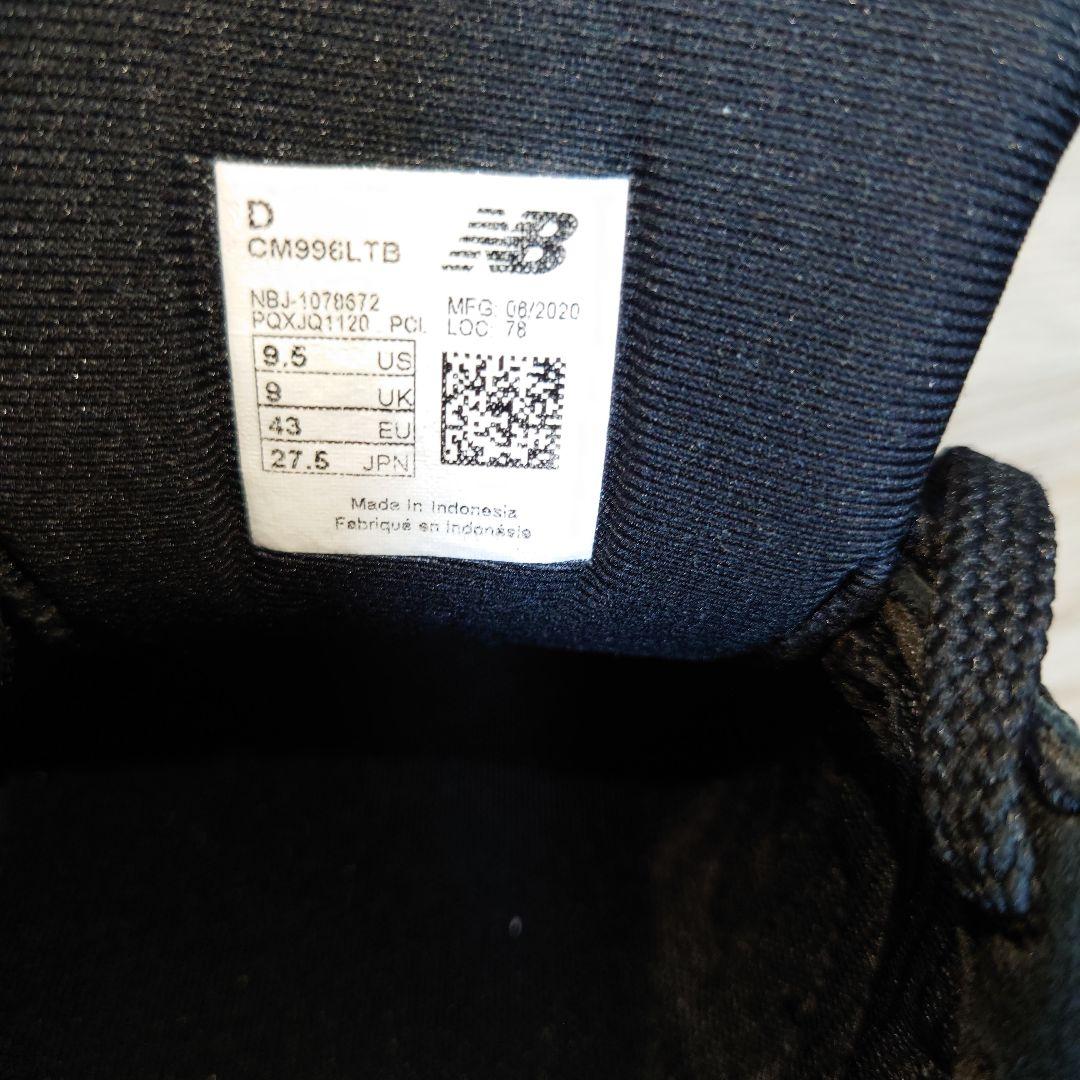 D
CM996LTB
NB
NBJ-1078672
PQXJQ1120 PCL
MFG: 06/2020
LOC: 78
9.5 US
9 UK
43 EU
27.5 JPN
Made in Indonesia
Fabriqué en Indonésie